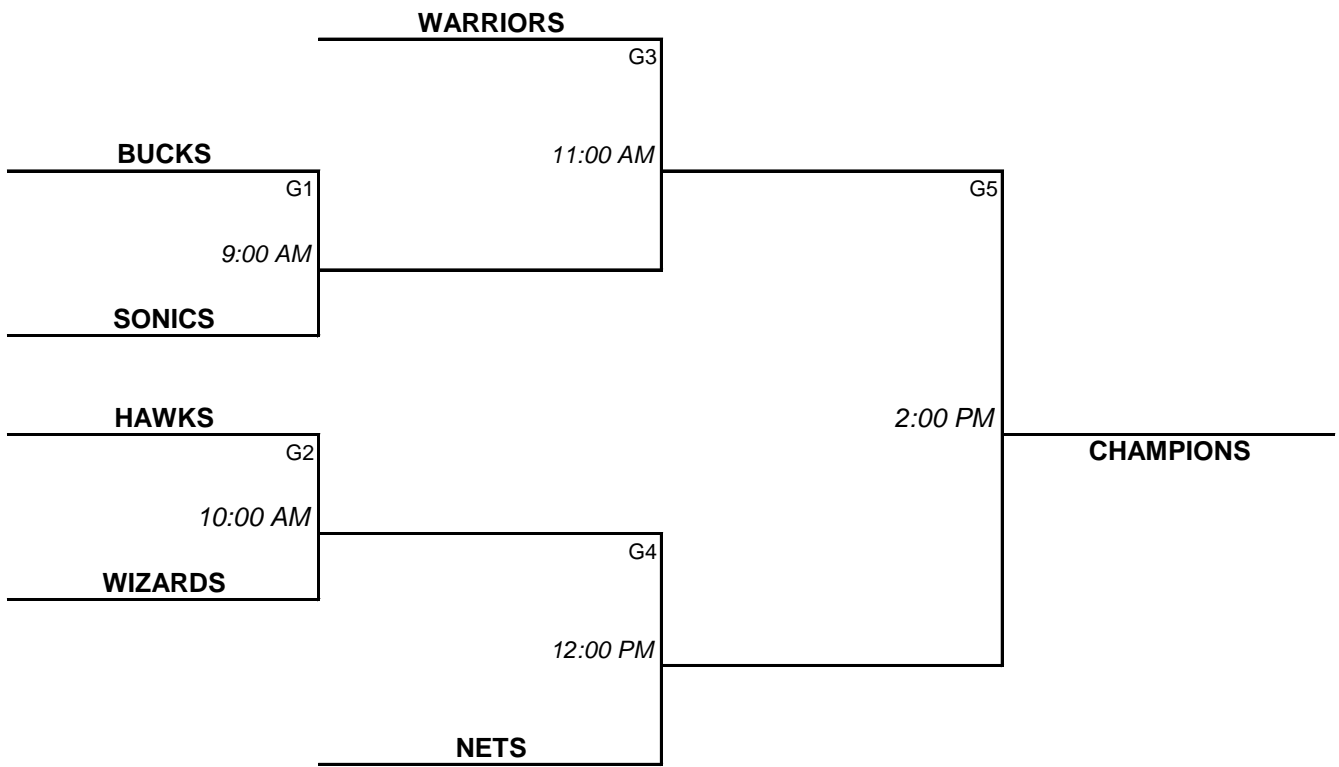 WARRIORS
G3
BUCKS
11:00 AM
G1
G5
9:00 AM
SONICS
HAWKS
2:00 PM
G2
CHAMPIONS
10:00 AM
G4
WIZARDS
12:00 PM
NETS